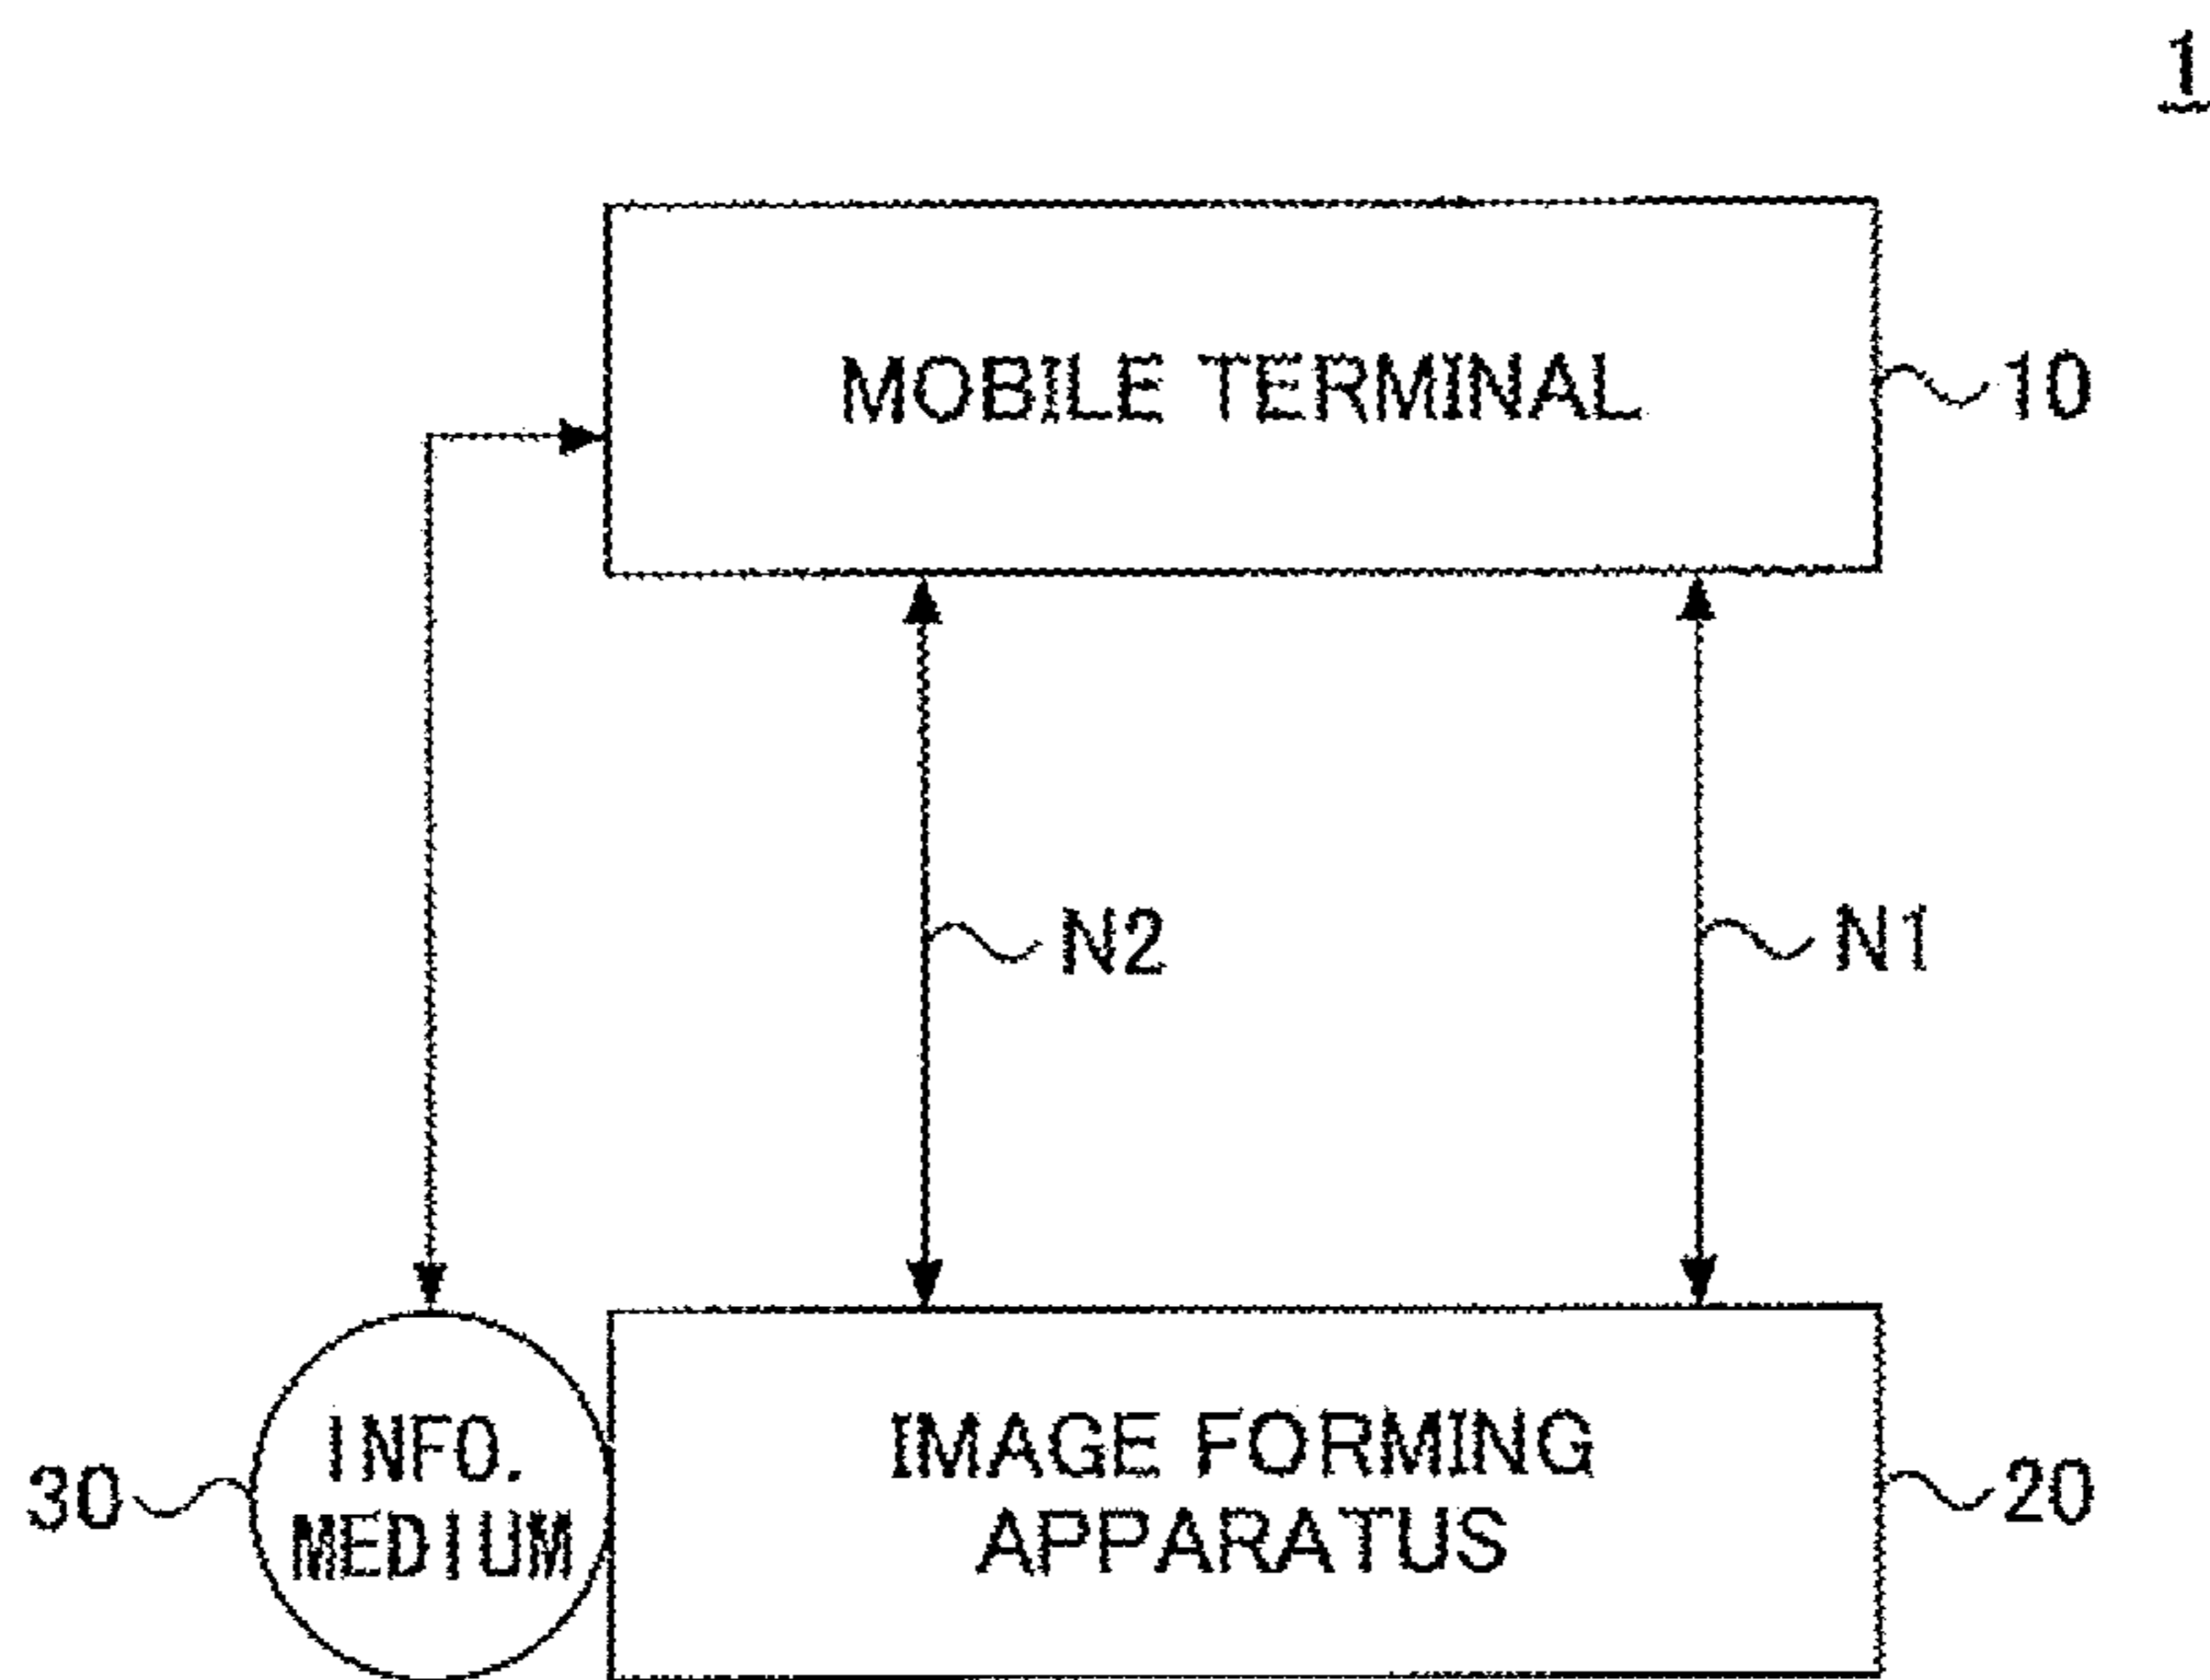 1
MOBILE TERMINAL
10
N2
N1
INFO.
MEDIUM
30
IMAGE FORMING
APPARATUS
20